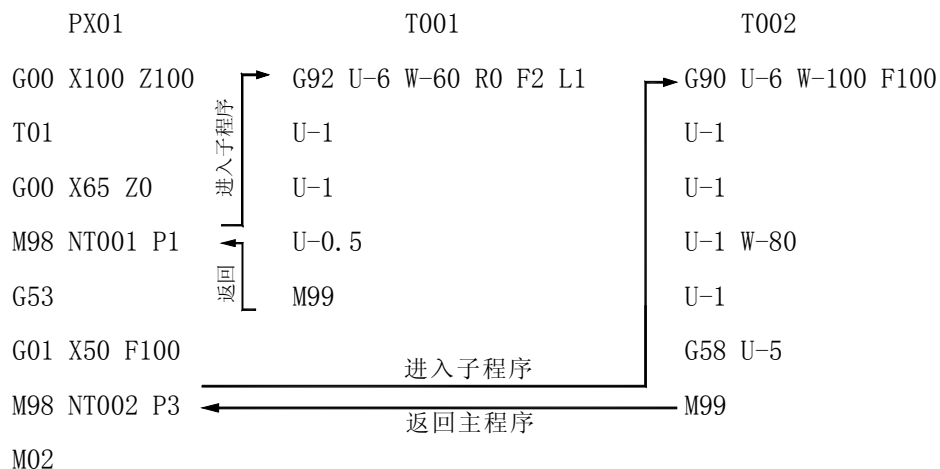 PX01 T001 T002
G00 X100 Z100 G92 U-6 W-60 R0 F2 L1 G90 U-6 W-100 F100
进入子程序
T01 U-1 U-1
G00 X65 Z0 U-1 U-1
M98 NT001 P1 U-0.5 U-1 W-80
返回
G53 M99 U-1
G01 X50 F100 G58 U-5
进入子程序
M98 NT002 P3 M99
返回主程序
M02